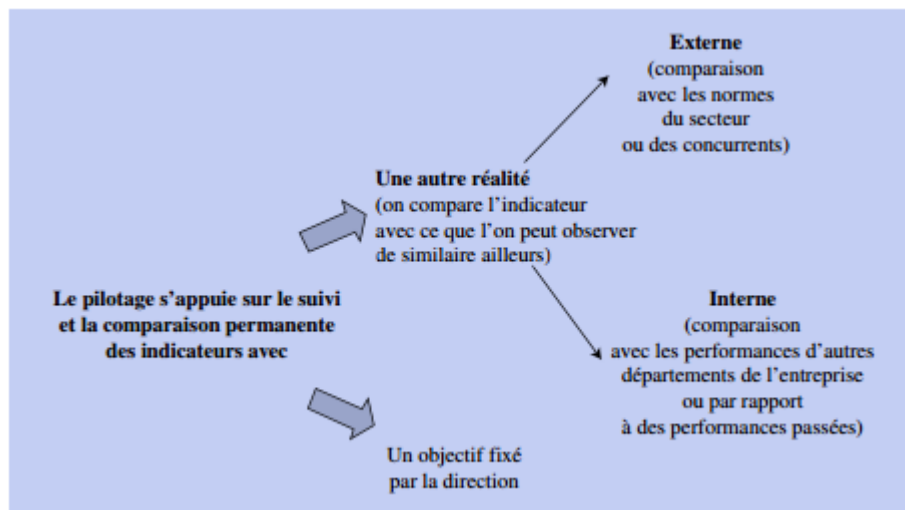 Externe
(comparaison
avec les normes
du secteur
ou des concurrents)
Une autre réalité
(on compare l'indicateur
avec ce que l'on peut observer
de similaire ailleurs)
Le pilotage s'appuie sur le suivi
et la comparaison permanente
des indicateurs avec
Interne
(comparaison
avec les performances d'autres
départements de l'entreprise
ou par rapport
à des performances passées)
Un objectif fixé
par la direction